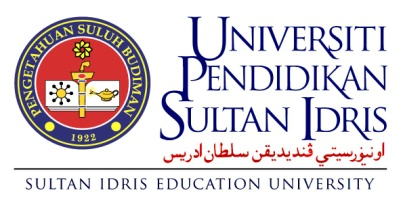 PENGETAHUAN SULUH BUDIMAN
1922
UNIVERSITI
PENDIDIKAN
SULTAN IDRIS
اونيۏرسيتي ڤنديديقن سلطان ادريس
SULTAN IDRIS EDUCATION UNIVERSITY